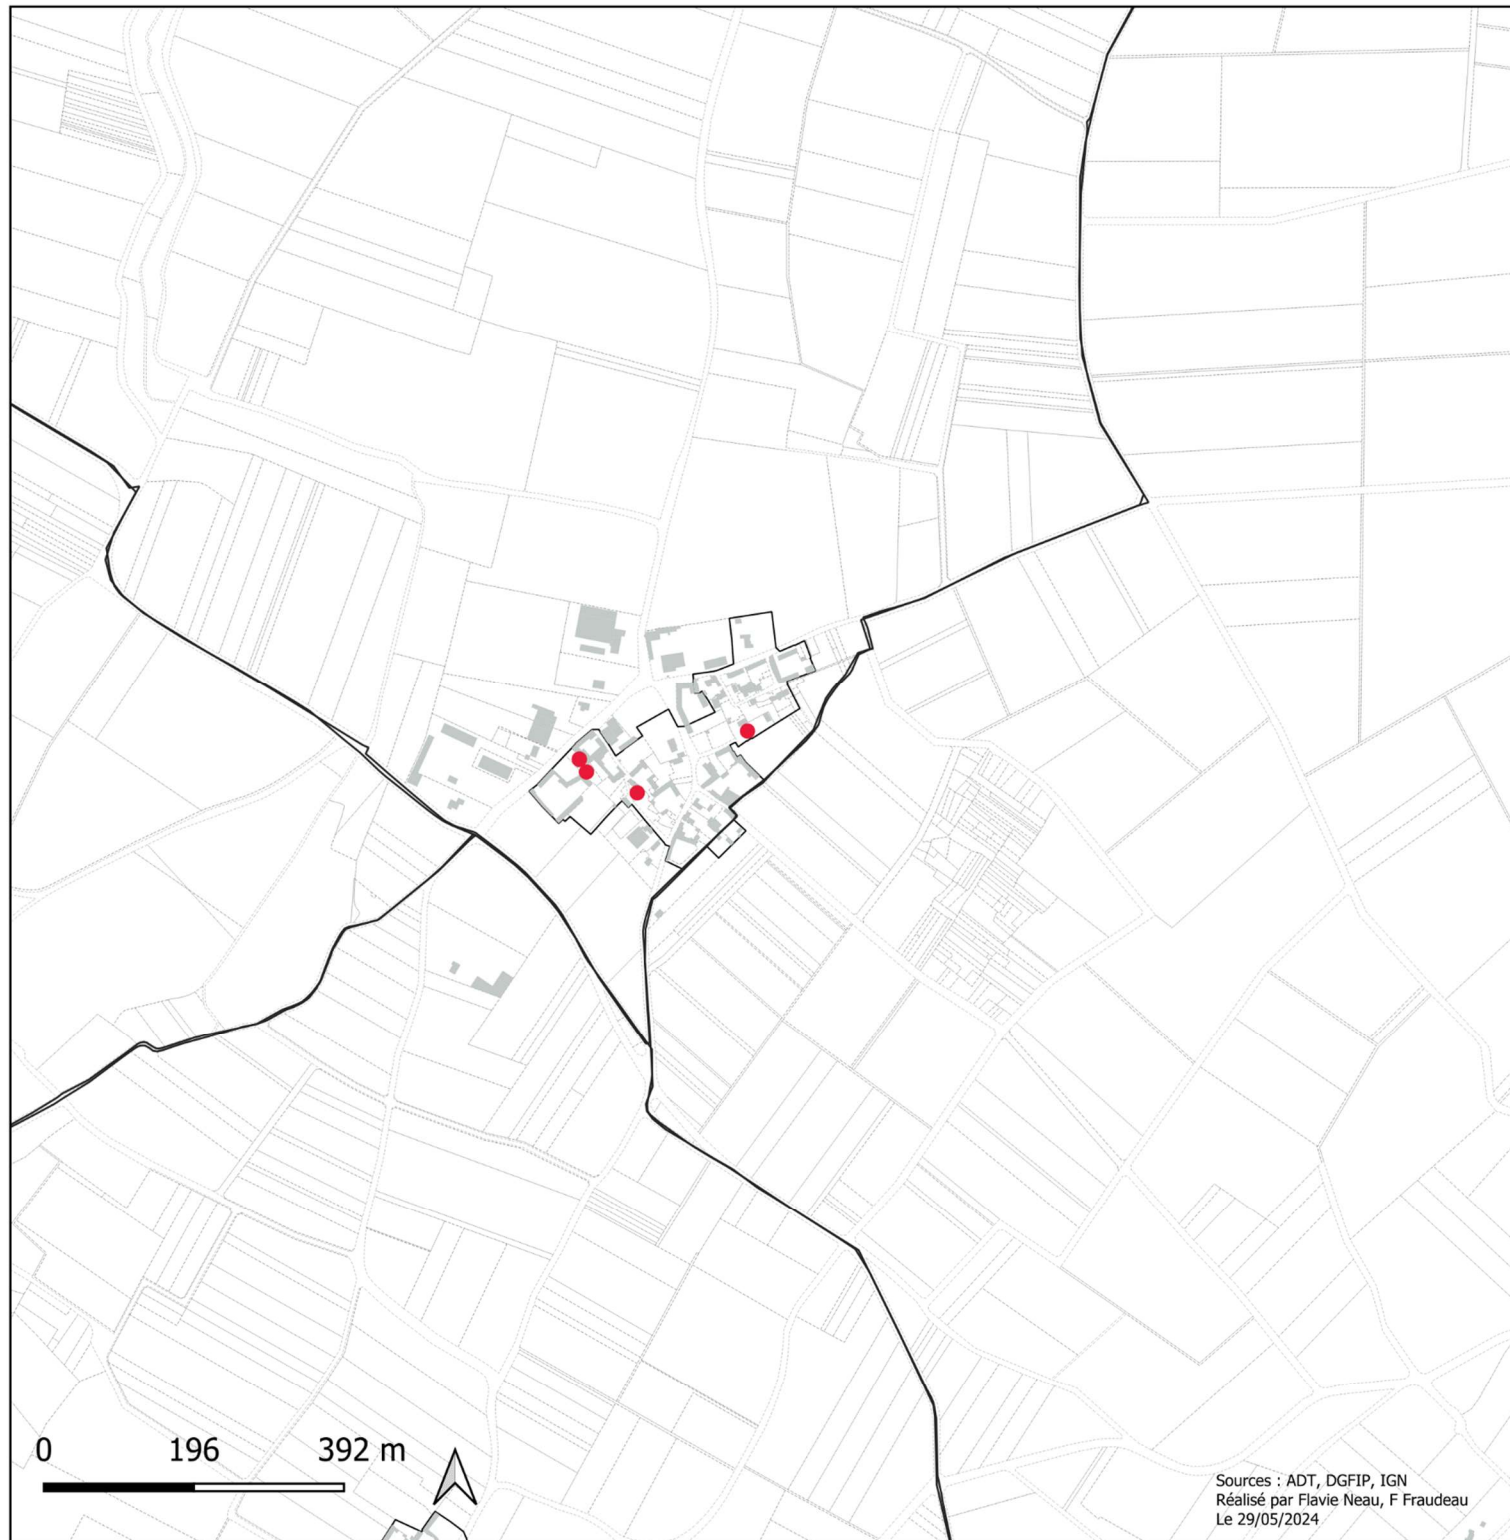 0 196 392 m
Sources : ADT, DGFIP, IGN
Réalisé par Flavie Neau, F Fraudeau
Le 29/05/2024